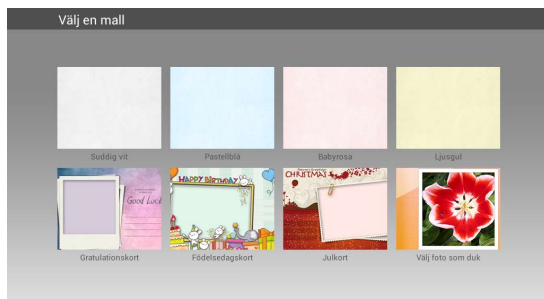 Välj en mall
Suddig vit
Pastellblå
Babyrosa
Ljusgul
Good Luck
HAPPY BIRTHDAY
CHRISTMAS
Gratulationskort
Födelsedagskort
Julkort
Välj foto som duk